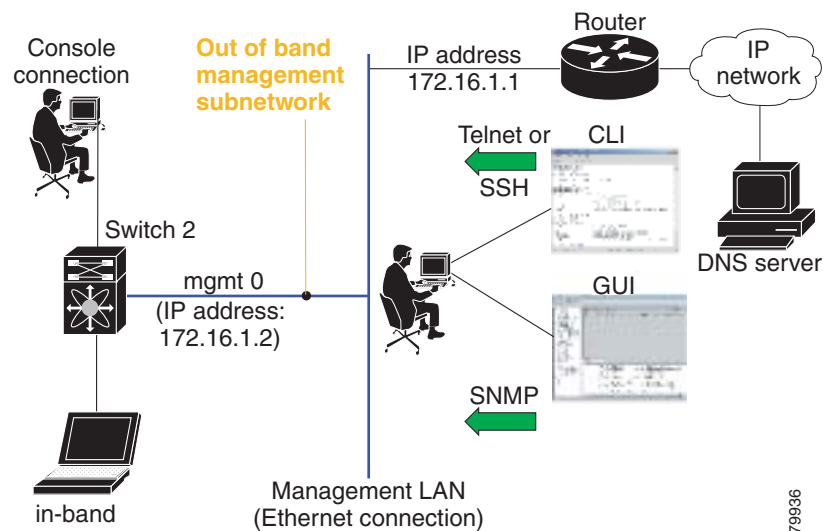 Console
connection
Out of band
management
subnetwork
Router
IP address
172.16.1.1
IP
network
Telnet or
SSH
CLI
Switch 2
mgmt 0
(IP address:
172.16.1.2)
DNS server
GUI
SNMP
in-band
Management LAN
(Ethernet connection)
79936